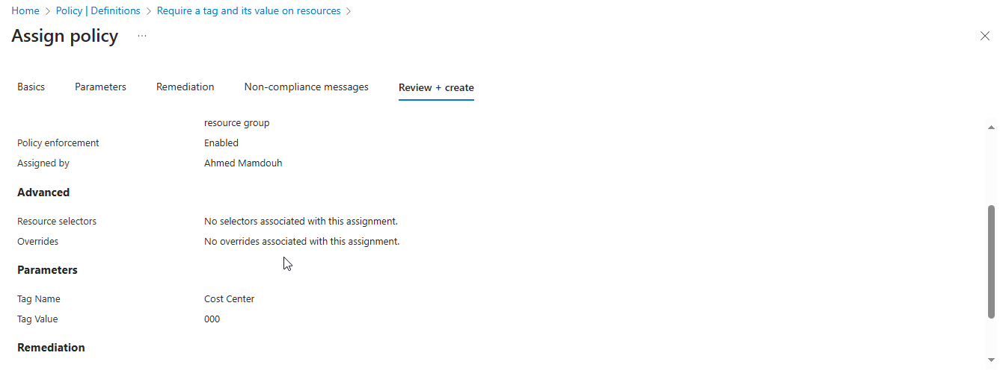 Home > Policy | Definitions > Require a tag and its value on resources >
Assign policy ...
Basics Parameters Remediation Non-compliance messages Review + create
resource group
Policy enforcement Enabled
Assigned by Ahmed Mamdouh
Advanced
Resource selectors No selectors associated with this assignment.
Overrides No overrides associated with this assignment.
Parameters
Tag Name Cost Center
Tag Value 000
Remediation